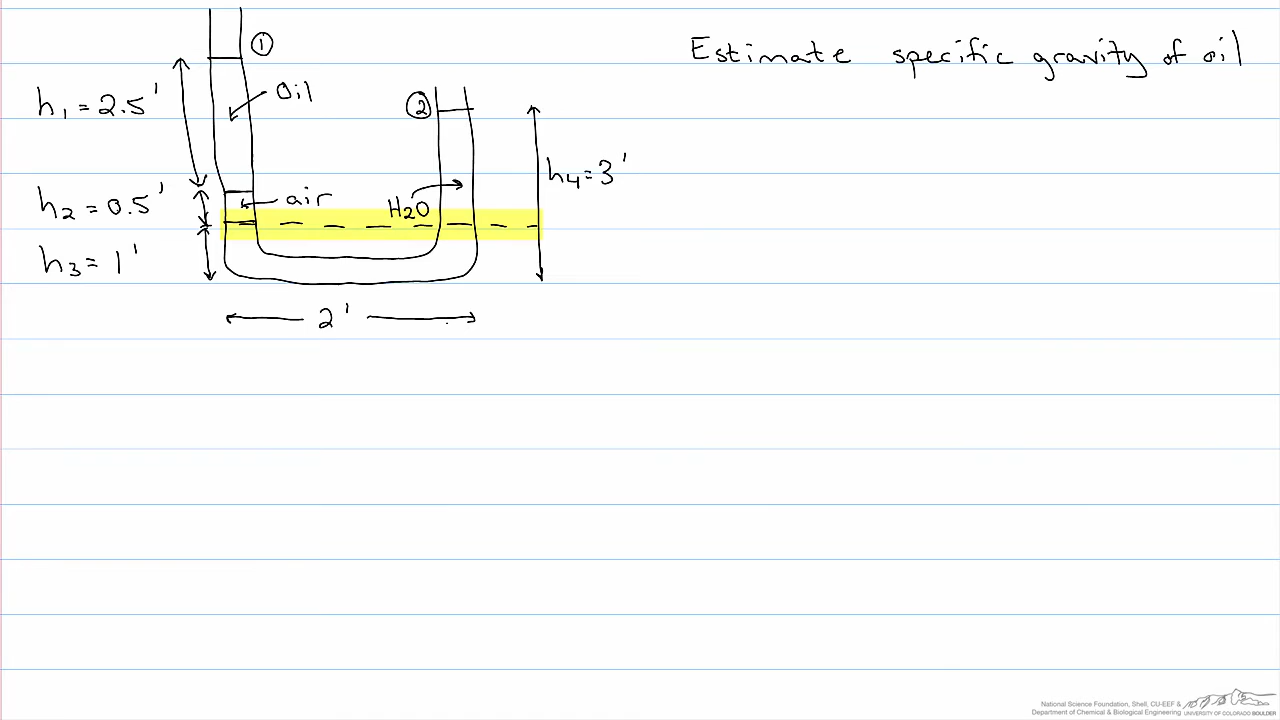 Estimate specific gravity of oil
①
h₁ = 2.5'
Oil
②
h₄ = 3'
h₂ = 0.5'
air
H₂O
h₃ = 1'
2'
National Science Foundation, Shell, CU-EEF &
Department of Chemical & Biological Engineering UNIVERSITY OF COLORADO BOULDER